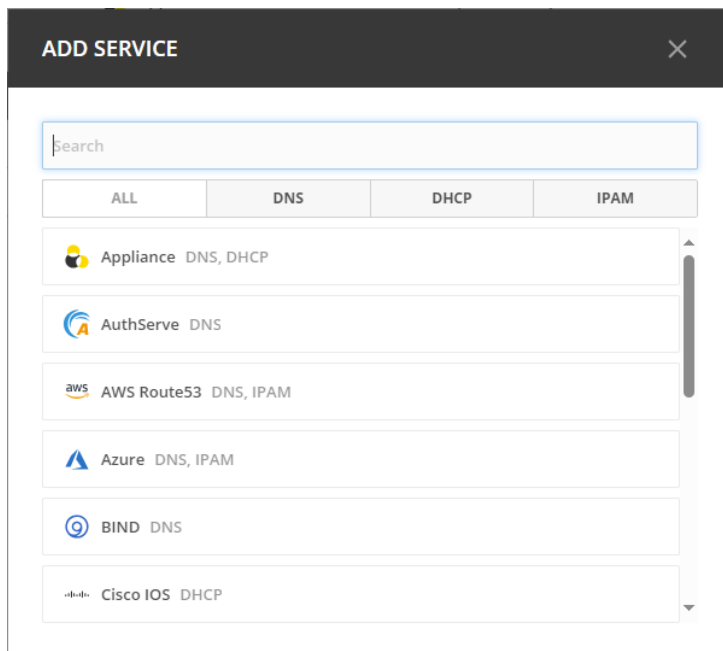 ADD SERVICE
Search
ALL DNS DHCP IPAM
Appliance DNS, DHCP
AuthServe DNS
aws AWS Route53 DNS, IPAM
Azure DNS, IPAM
BIND DNS
Cisco IOS DHCP